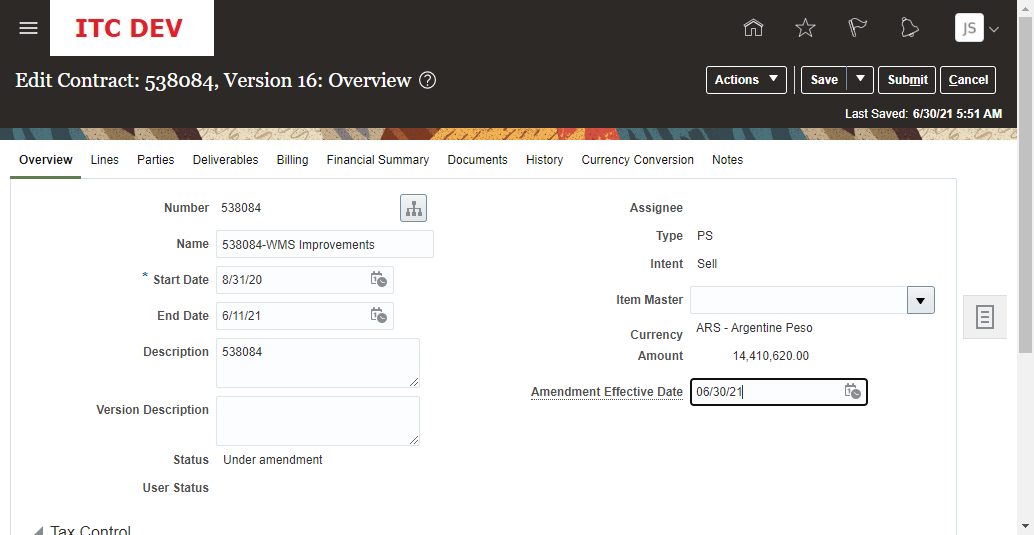 ITC DEV
JS
Edit Contract: 538084, Version 16: Overview ?
Actions Save Submit Cancel
Last Saved: 6/30/21 5:51 AM
Overview Lines Parties Deliverables Billing Financial Summary Documents History Currency Conversion Notes
Number 538084
Name 538084-WMS Improvements
* Start Date 8/31/20
End Date 6/11/21
Description 538084
Version Description
Status Under amendment
User Status
Assignee
Type PS
Intent Sell
Item Master
Currency ARS - Argentine Peso
Amount 14,410,620.00
Amendment Effective Date 06/30/21
Tax Control